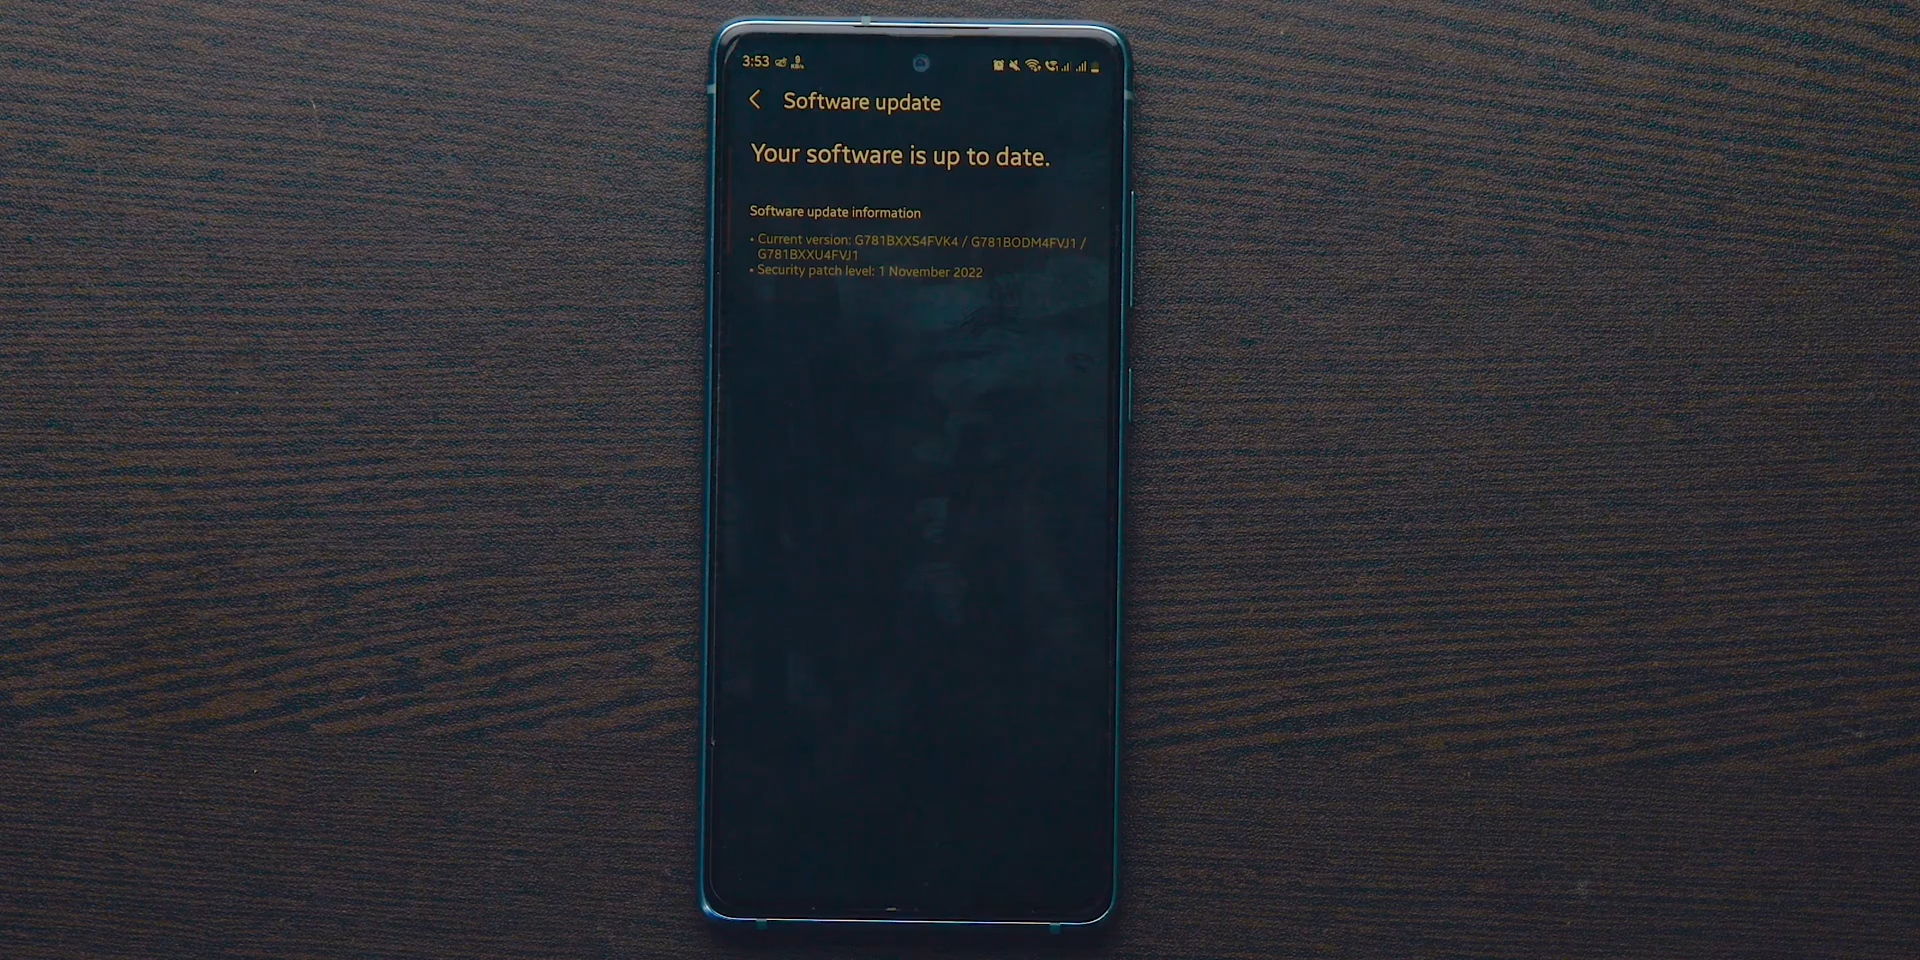 3:53
Software update
Your software is up to date.
Software update information
• Current version: G781BXXS4FVK4 / G781BODM4FVJ1 /
G781BXXU4FVJ1
• Security patch level: 1 November 2022